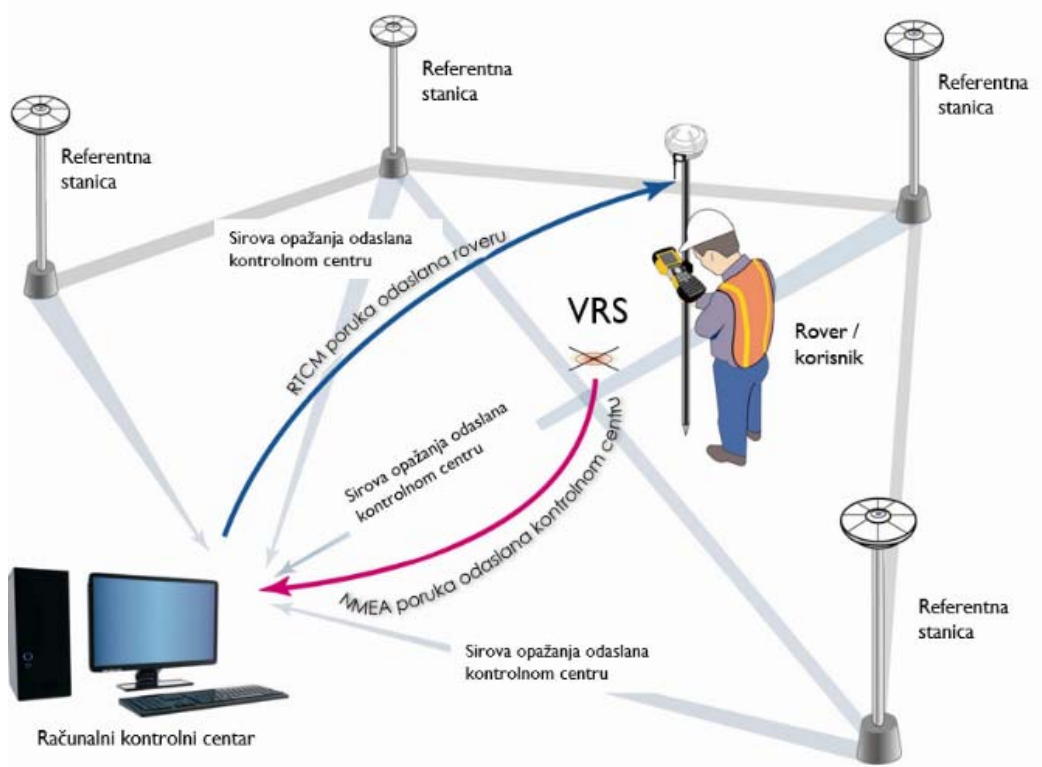 Referentna
stanica
Referentna
stanica
Referentna
stanica
Sirova opažanja odaslana
kontrolnom centru
RTCM poruka odaslana roveru
VRS
Rover /
korisnik
Sirova opažanja odaslana
kontrolnom centru
NMEA poruka odaslana kontrolnom centru
Referentna
stanica
Sirova opažanja odaslana
kontrolnom centru
Računalni kontrolni centar